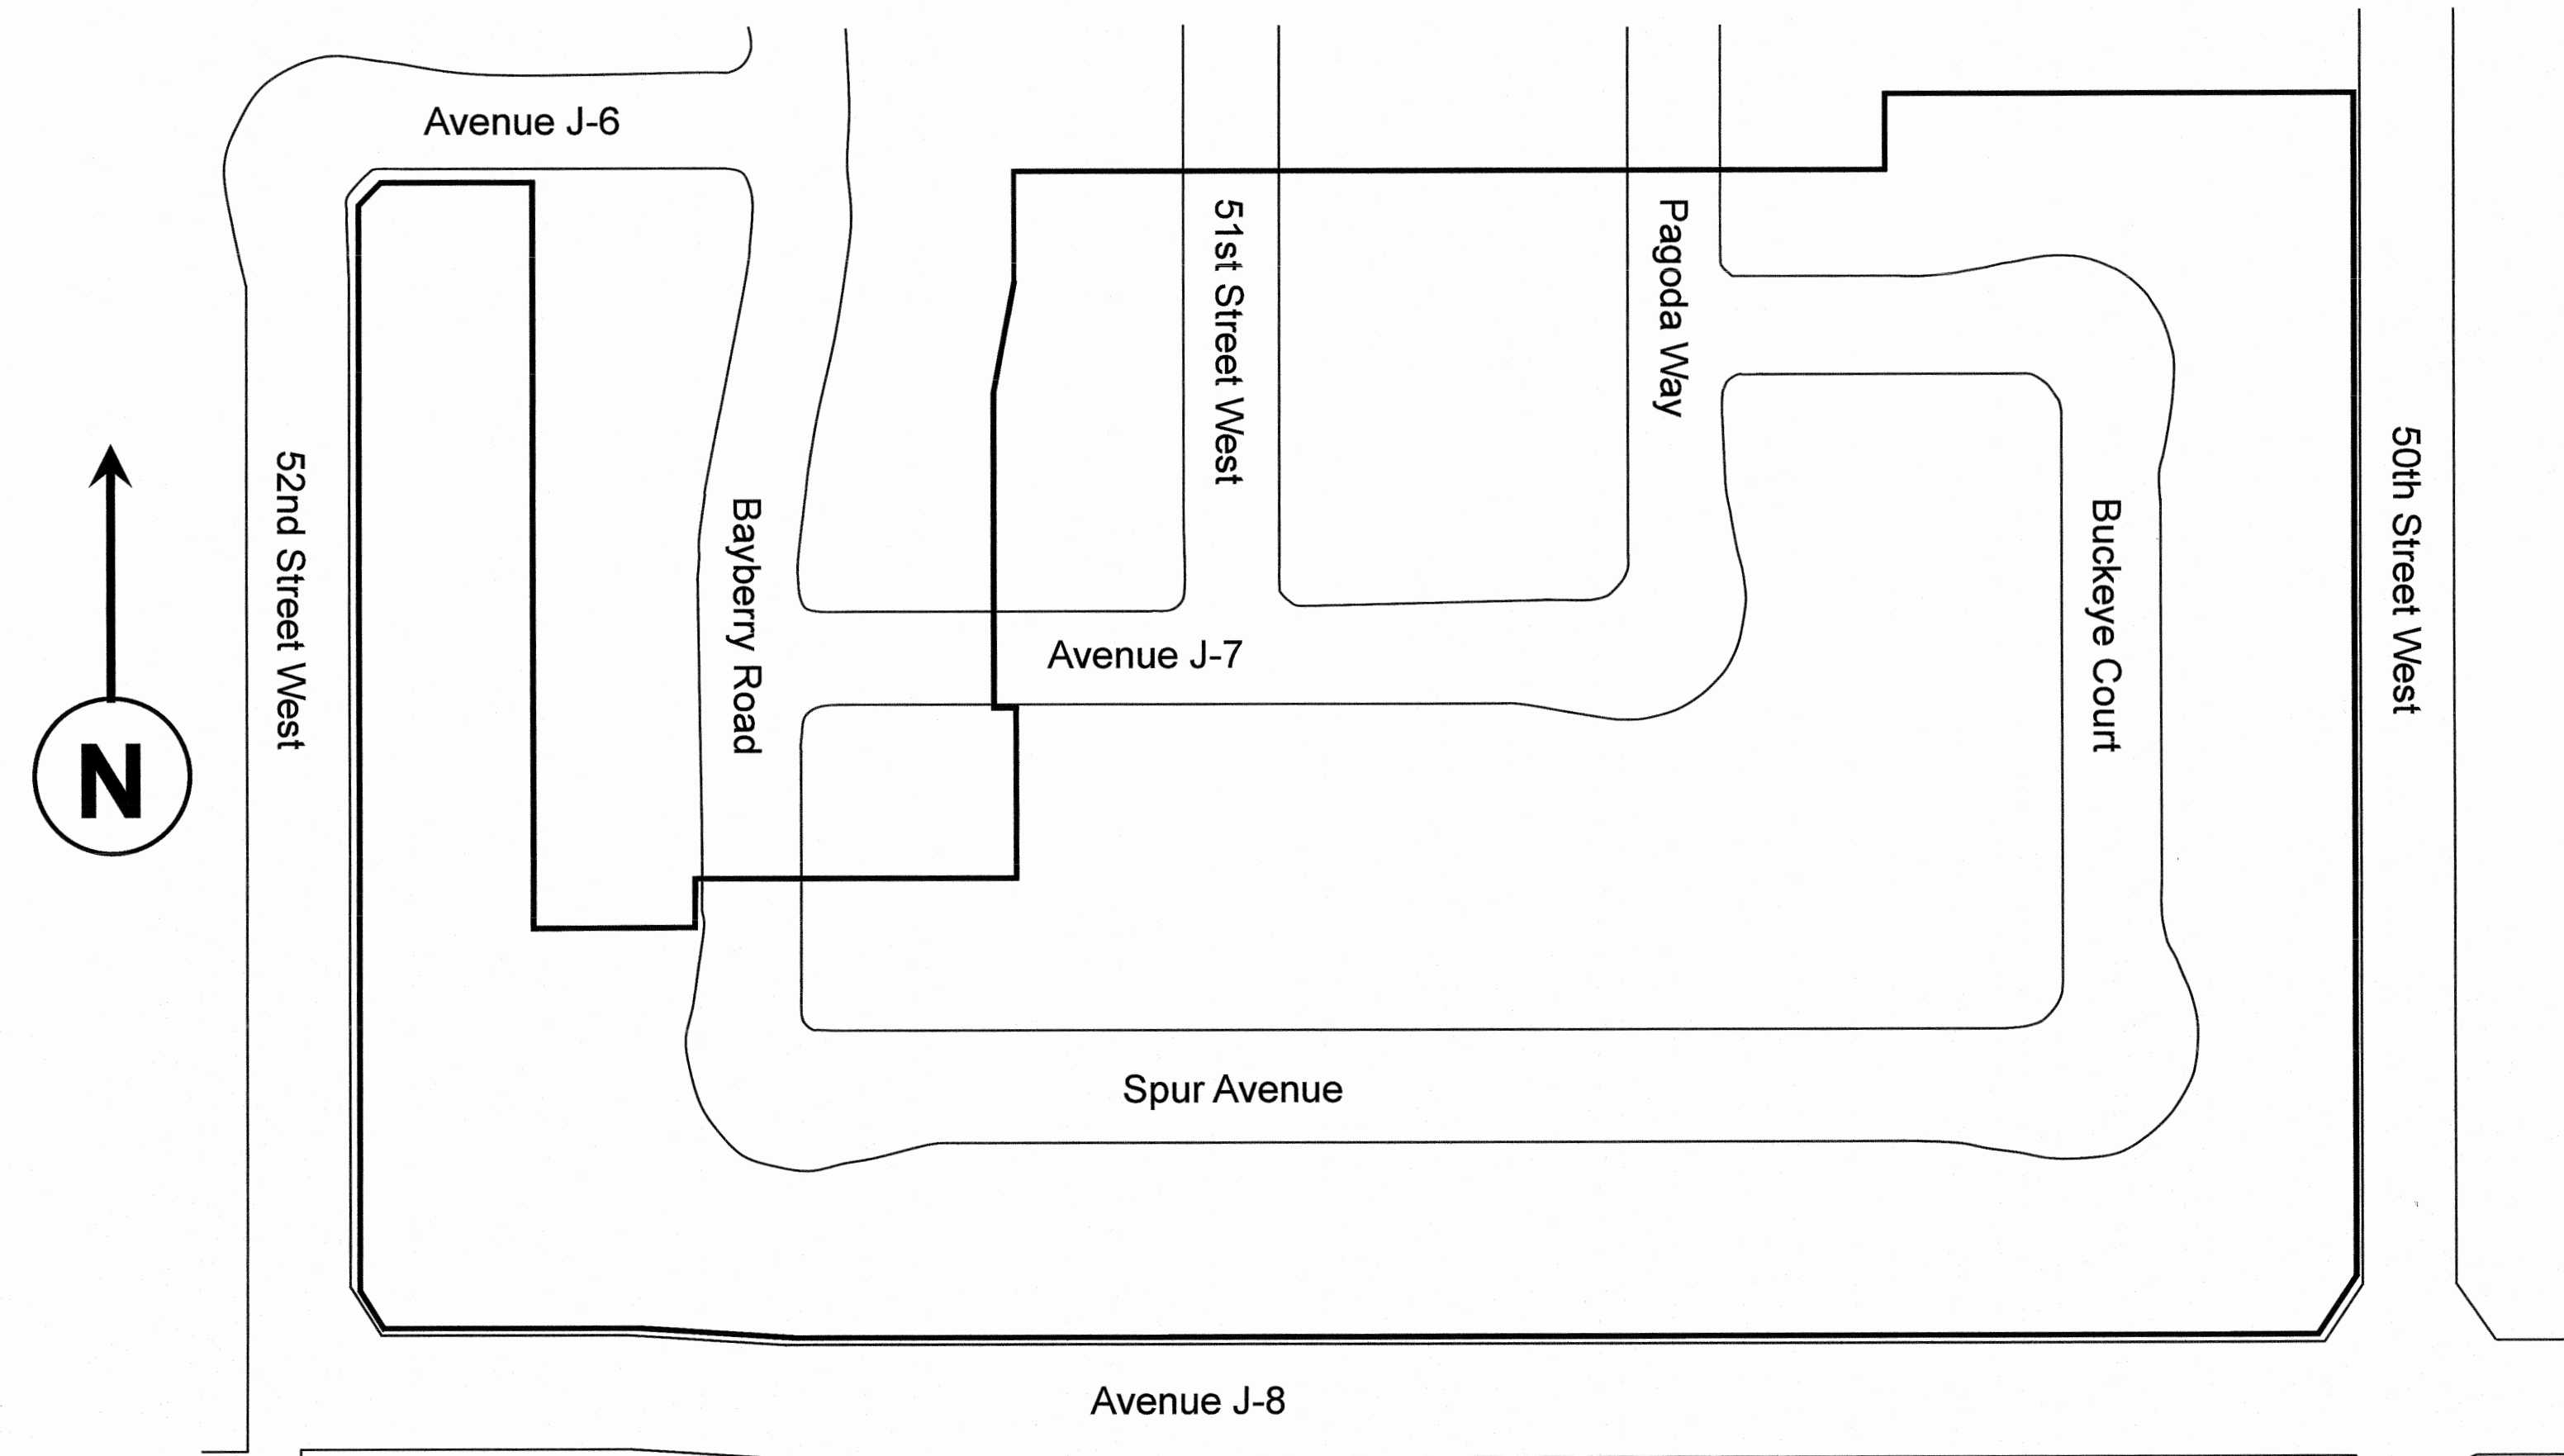 Avenue J-6
51st Street West
Pagoda Way
52nd Street West
Bayberry Road
Buckeye Court
50th Street West
Avenue J-7
N
Spur Avenue
Avenue J-8